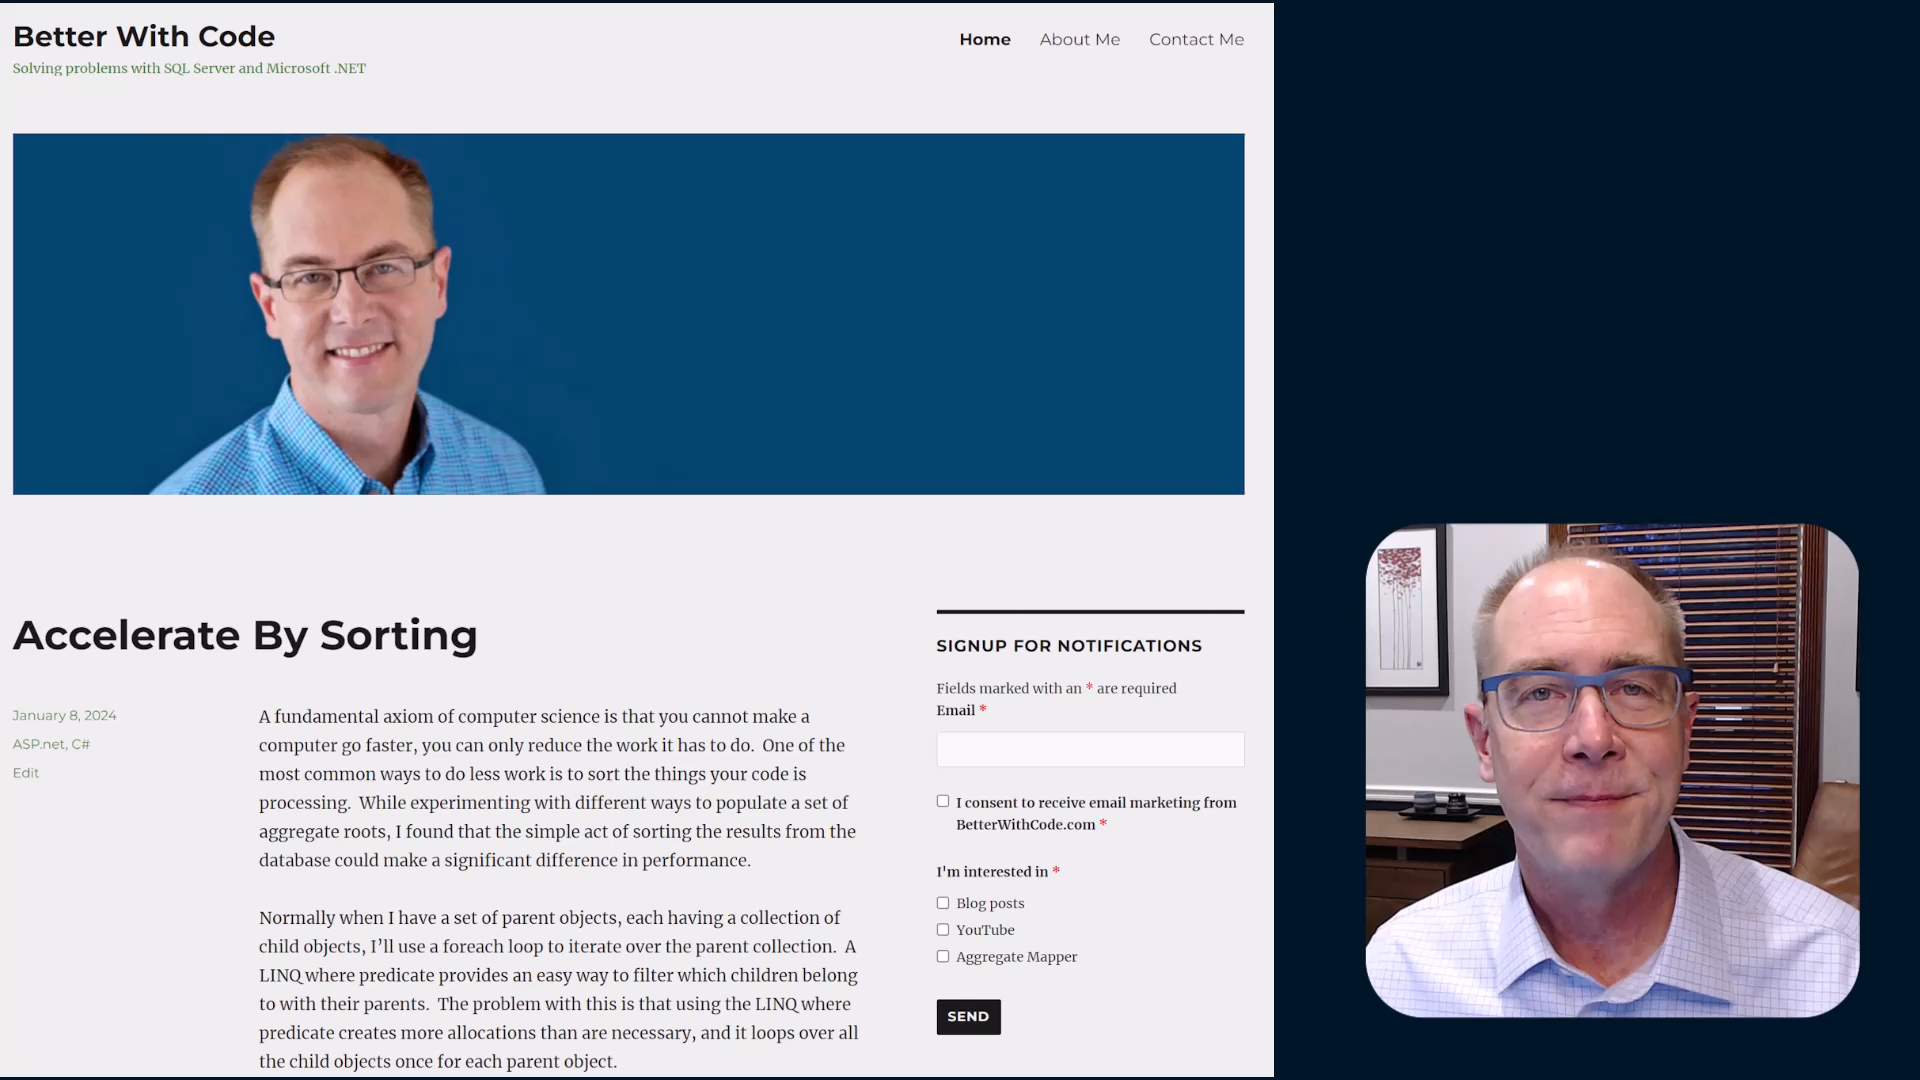 Better With Code
Solving problems with SQL Server and Microsoft .NET
Home
About Me
Contact Me
Accelerate By Sorting
January 8, 2024
ASP.net, C#
Edit
A fundamental axiom of computer science is that you cannot make a
computer go faster, you can only reduce the work it has to do.  One of the
most common ways to do less work is to sort the things your code is
processing.  While experimenting with different ways to populate a set of
aggregate roots, I found that the simple act of sorting the results from the
database could make a significant difference in performance.
Normally when I have a set of parent objects, each having a collection of
child objects, I’ll use a foreach loop to iterate over the parent collection.  A
LINQ where predicate provides an easy way to filter which children belong
to with their parents.  The problem with this is that using the LINQ where
predicate creates more allocations than are necessary, and it loops over all
the child objects once for each parent object.
SIGNUP FOR NOTIFICATIONS
Fields marked with an * are required
Email *
I consent to receive email marketing from
BetterWithCode.com *
I'm interested in *
Blog posts
YouTube
Aggregate Mapper
SEND